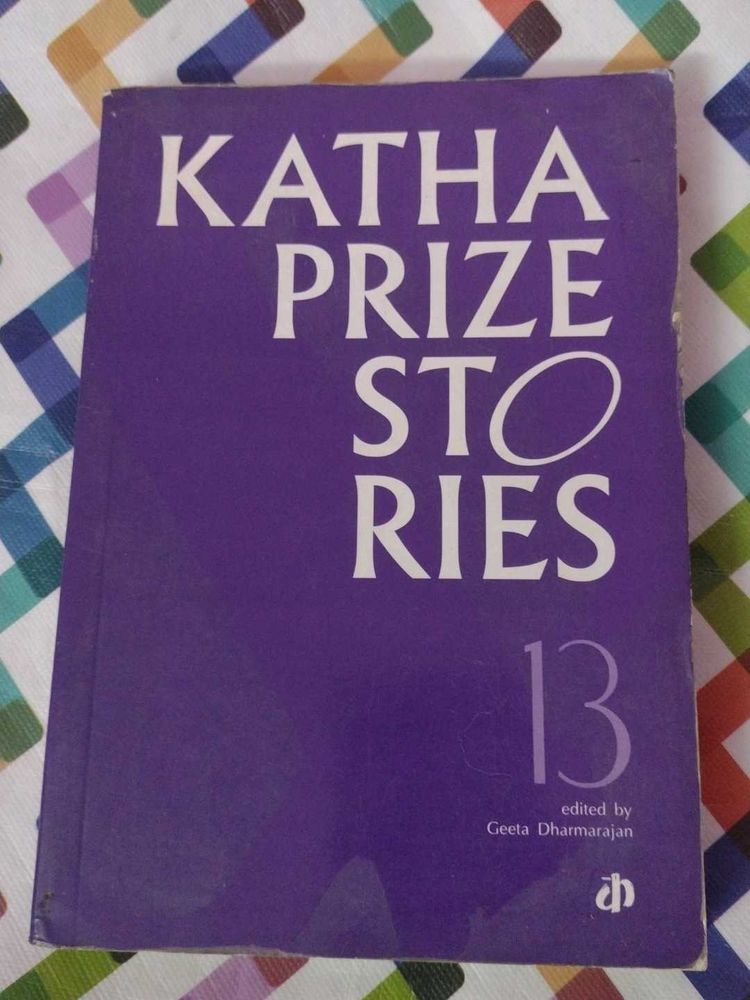 KATHA
PRIZE
STO
RIES
13
edited by
Geeta Dharmarajan